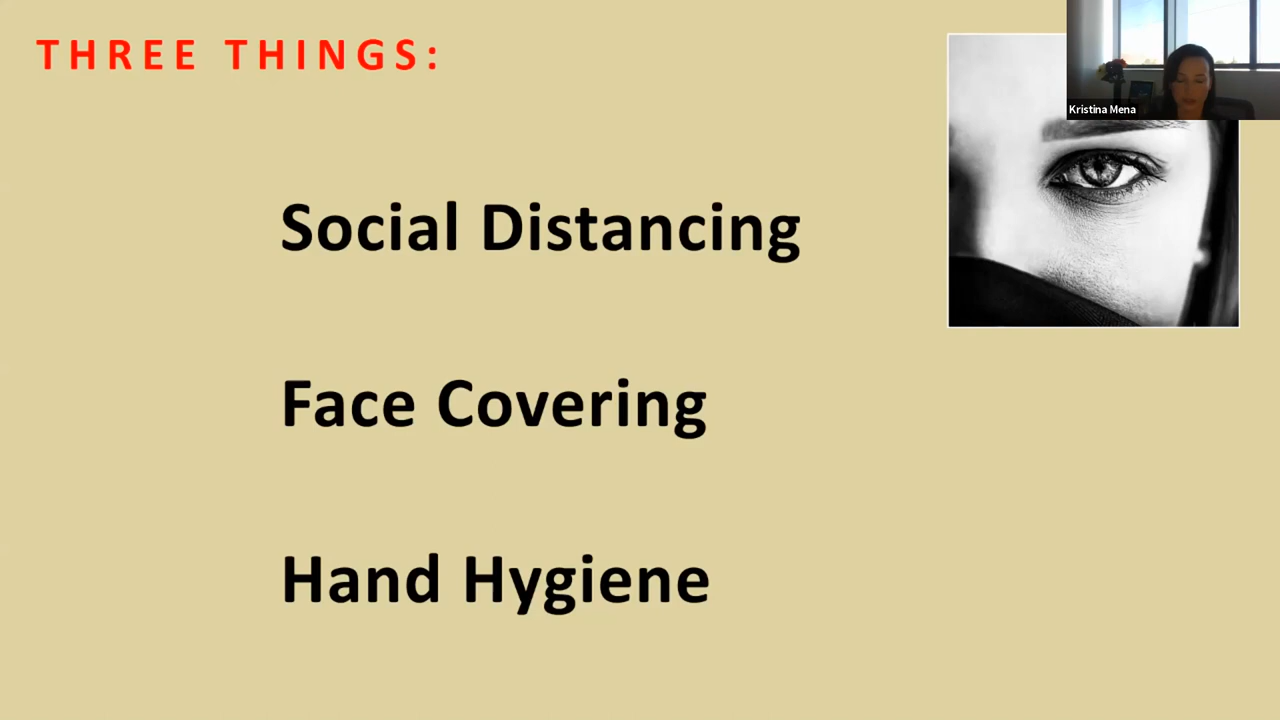 THREE THINGS:
Kristina Mena
Social Distancing
Face Covering
Hand Hygiene